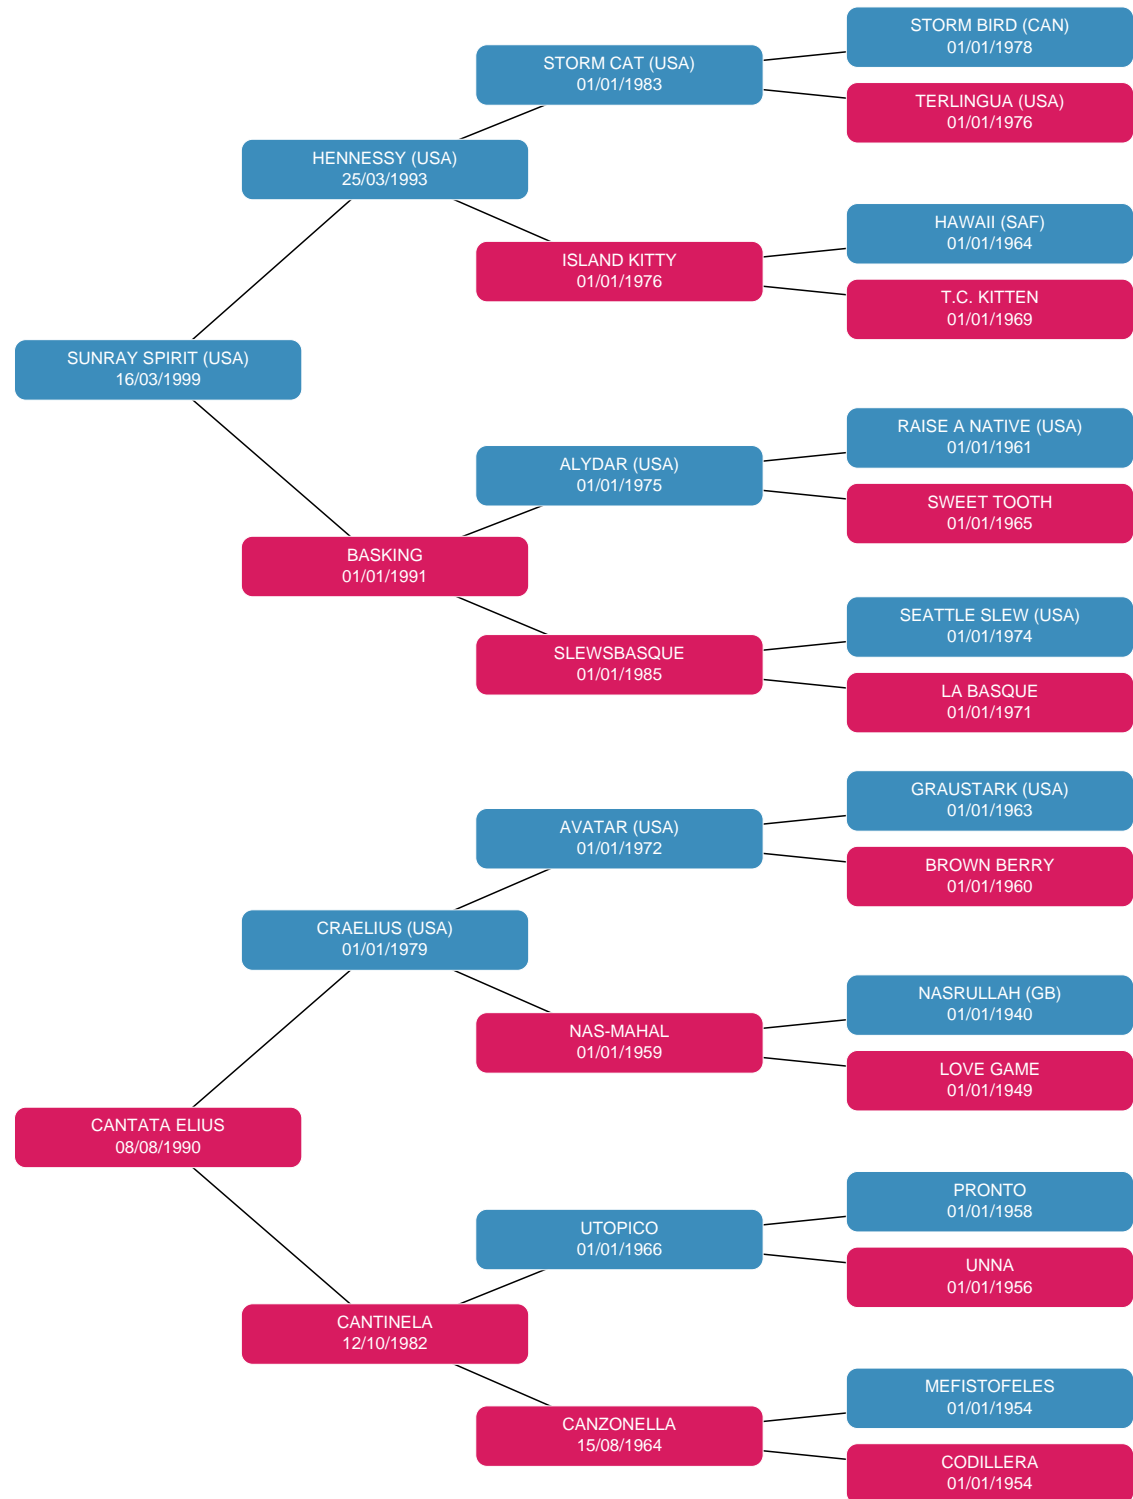 STORM BIRD (CAN)
01/01/1978
STORM CAT (USA)
01/01/1983
TERLINGUA (USA)
01/01/1976
HENNESSY (USA)
25/03/1993
HAWAII (SAF)
01/01/1964
ISLAND KITTY
01/01/1976
T.C. KITTEN
01/01/1969
SUNRAY SPIRIT (USA)
16/03/1999
RAISE A NATIVE (USA)
01/01/1961
ALYDAR (USA)
01/01/1975
SWEET TOOTH
01/01/1965
BASKING
01/01/1991
SEATTLE SLEW (USA)
01/01/1974
SLEWSBASQUE
01/01/1985
LA BASQUE
01/01/1971
GRAUSTARK (USA)
01/01/1963
AVATAR (USA)
01/01/1972
BROWN BERRY
01/01/1960
CRAELIUS (USA)
01/01/1979
NASRULLAH (GB)
01/01/1940
NAS-MAHAL
01/01/1959
LOVE GAME
01/01/1949
CANTATA ELIUS
08/08/1990
PRONTO
01/01/1958
UTOPICO
01/01/1966
UNNA
01/01/1956
CANTINELA
12/10/1982
MEFISTOFELES
01/01/1954
CANZONELLA
15/08/1964
CODILLERA
01/01/1954